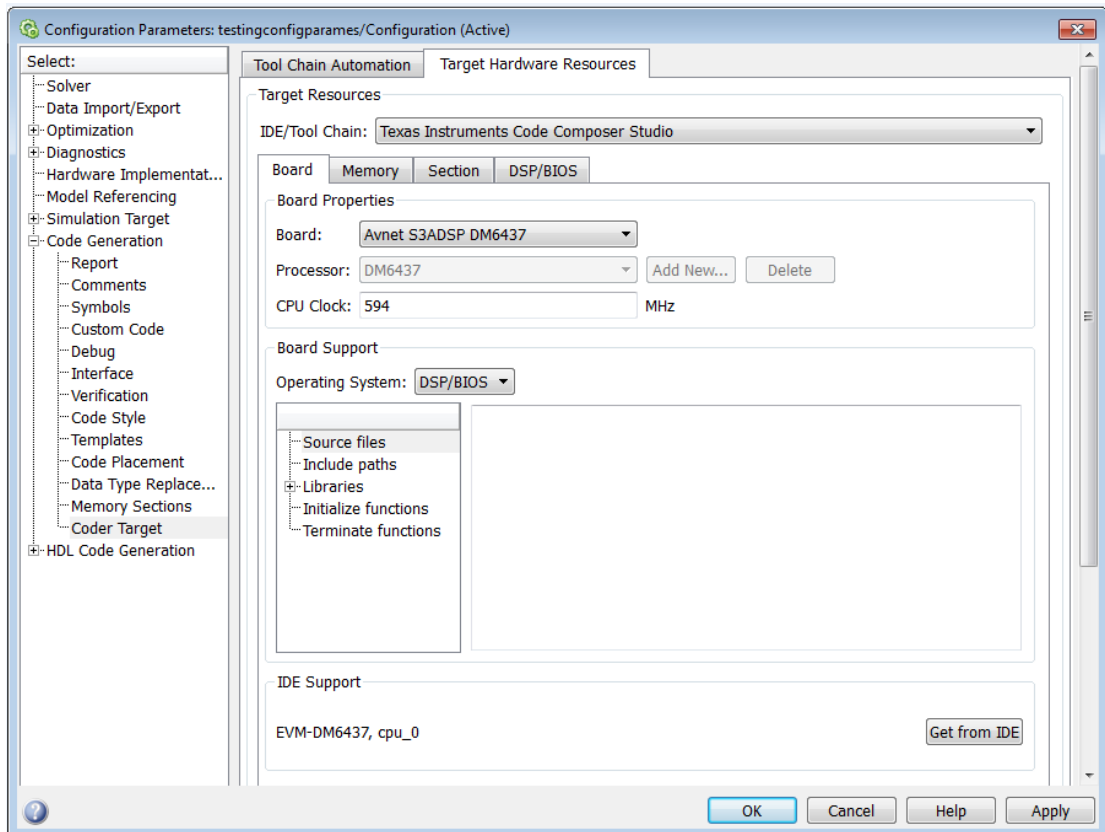 Configuration Parameters: testingconfigparames/Configuration (Active)
Select:
Solver
Data Import/Export
Optimization
Diagnostics
Hardware Implementat...
Model Referencing
Simulation Target
Code Generation
Report
Comments
Symbols
Custom Code
Debug
Interface
Verification
Code Style
Templates
Code Placement
Data Type Replace...
Memory Sections
Coder Target
HDL Code Generation
Tool Chain Automation Target Hardware Resources
Target Resources
IDE/Tool Chain: Texas Instruments Code Composer Studio
Board Memory Section DSP/BIOS
Board Properties
Board: Avnet S3ADSP DM6437
Processor: DM6437 Add New... Delete
CPU Clock: 594 MHz
Board Support
Operating System: DSP/BIOS
Source files
Include paths
Libraries
Initialize functions
Terminate functions
IDE Support
EVM-DM6437, cpu_0 Get from IDE
OK Cancel Help Apply